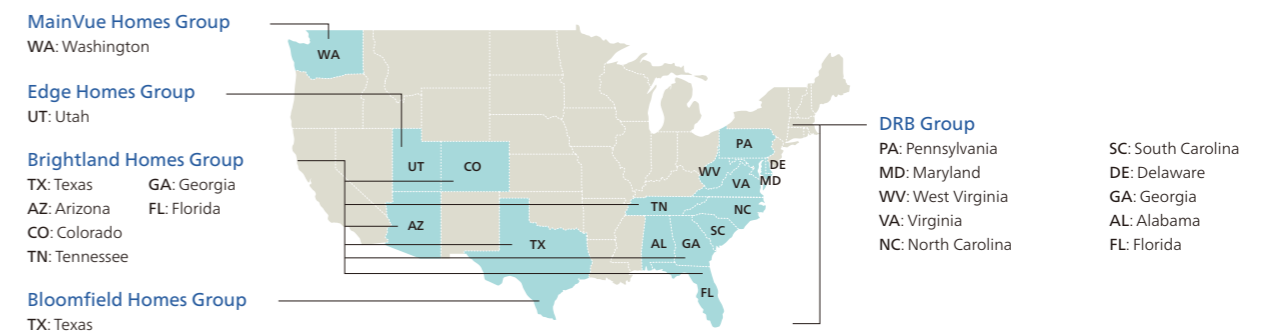 MainVue Homes Group
WA: Washington
Edge Homes Group
UT: Utah
Brightland Homes Group
TX: Texas GA: Georgia
AZ: Arizona FL: Florida
CO: Colorado
TN: Tennessee
Bloomfield Homes Group
TX: Texas
WA
UT
CO
AZ
TX
TN
AL
GA
FL
SC
NC
VA
WV
PA
DE
MD
DRB Group
PA: Pennsylvania SC: South Carolina
MD: Maryland DE: Delaware
WV: West Virginia GA: Georgia
VA: Virginia AL: Alabama
NC: North Carolina FL: Florida